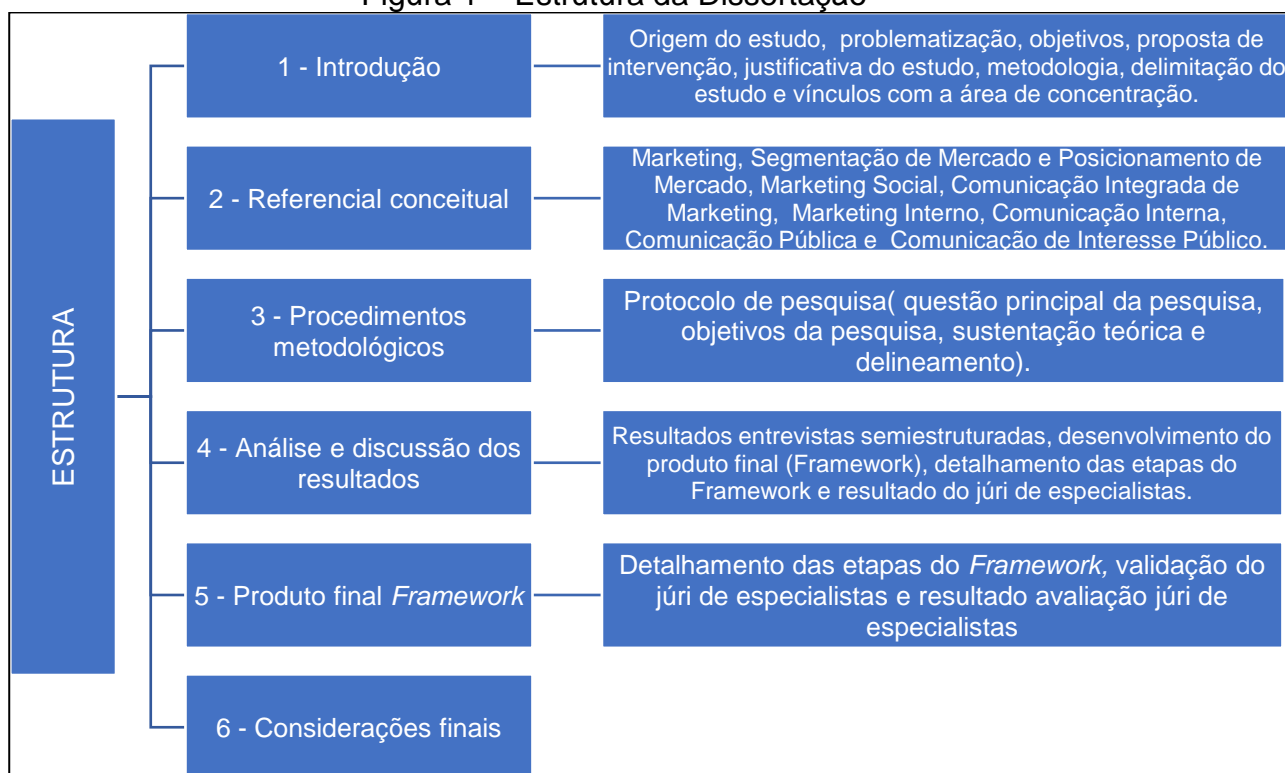 Figura 1 – Estrutura da Dissertação
ESTRUTURA
1 - Introdução
Origem do estudo, problematização, objetivos, proposta de
intervenção, justificativa do estudo, metodologia, delimitação do
estudo e vínculos com a área de concentração.
2 - Referencial conceitual
Marketing, Segmentação de Mercado e Posicionamento de
Mercado, Marketing Social, Comunicação Integrada de
Marketing, Marketing Interno, Comunicação Interna,
Comunicação Pública e Comunicação de Interesse Público.
3 - Procedimentos
metodológicos
Protocolo de pesquisa( questão principal da pesquisa,
objetivos da pesquisa, sustentação teórica e
delineamento).
4 - Análise e discussão dos
resultados
Resultados entrevistas semiestruturadas, desenvolvimento do
produto final (Framework), detalhamento das etapas do
Framework e resultado do júri de especialistas.
5 - Produto final Framework
Detalhamento das etapas do Framework, validação do
júri de especialistas e resultado avaliação júri de
especialistas
6 - Considerações finais